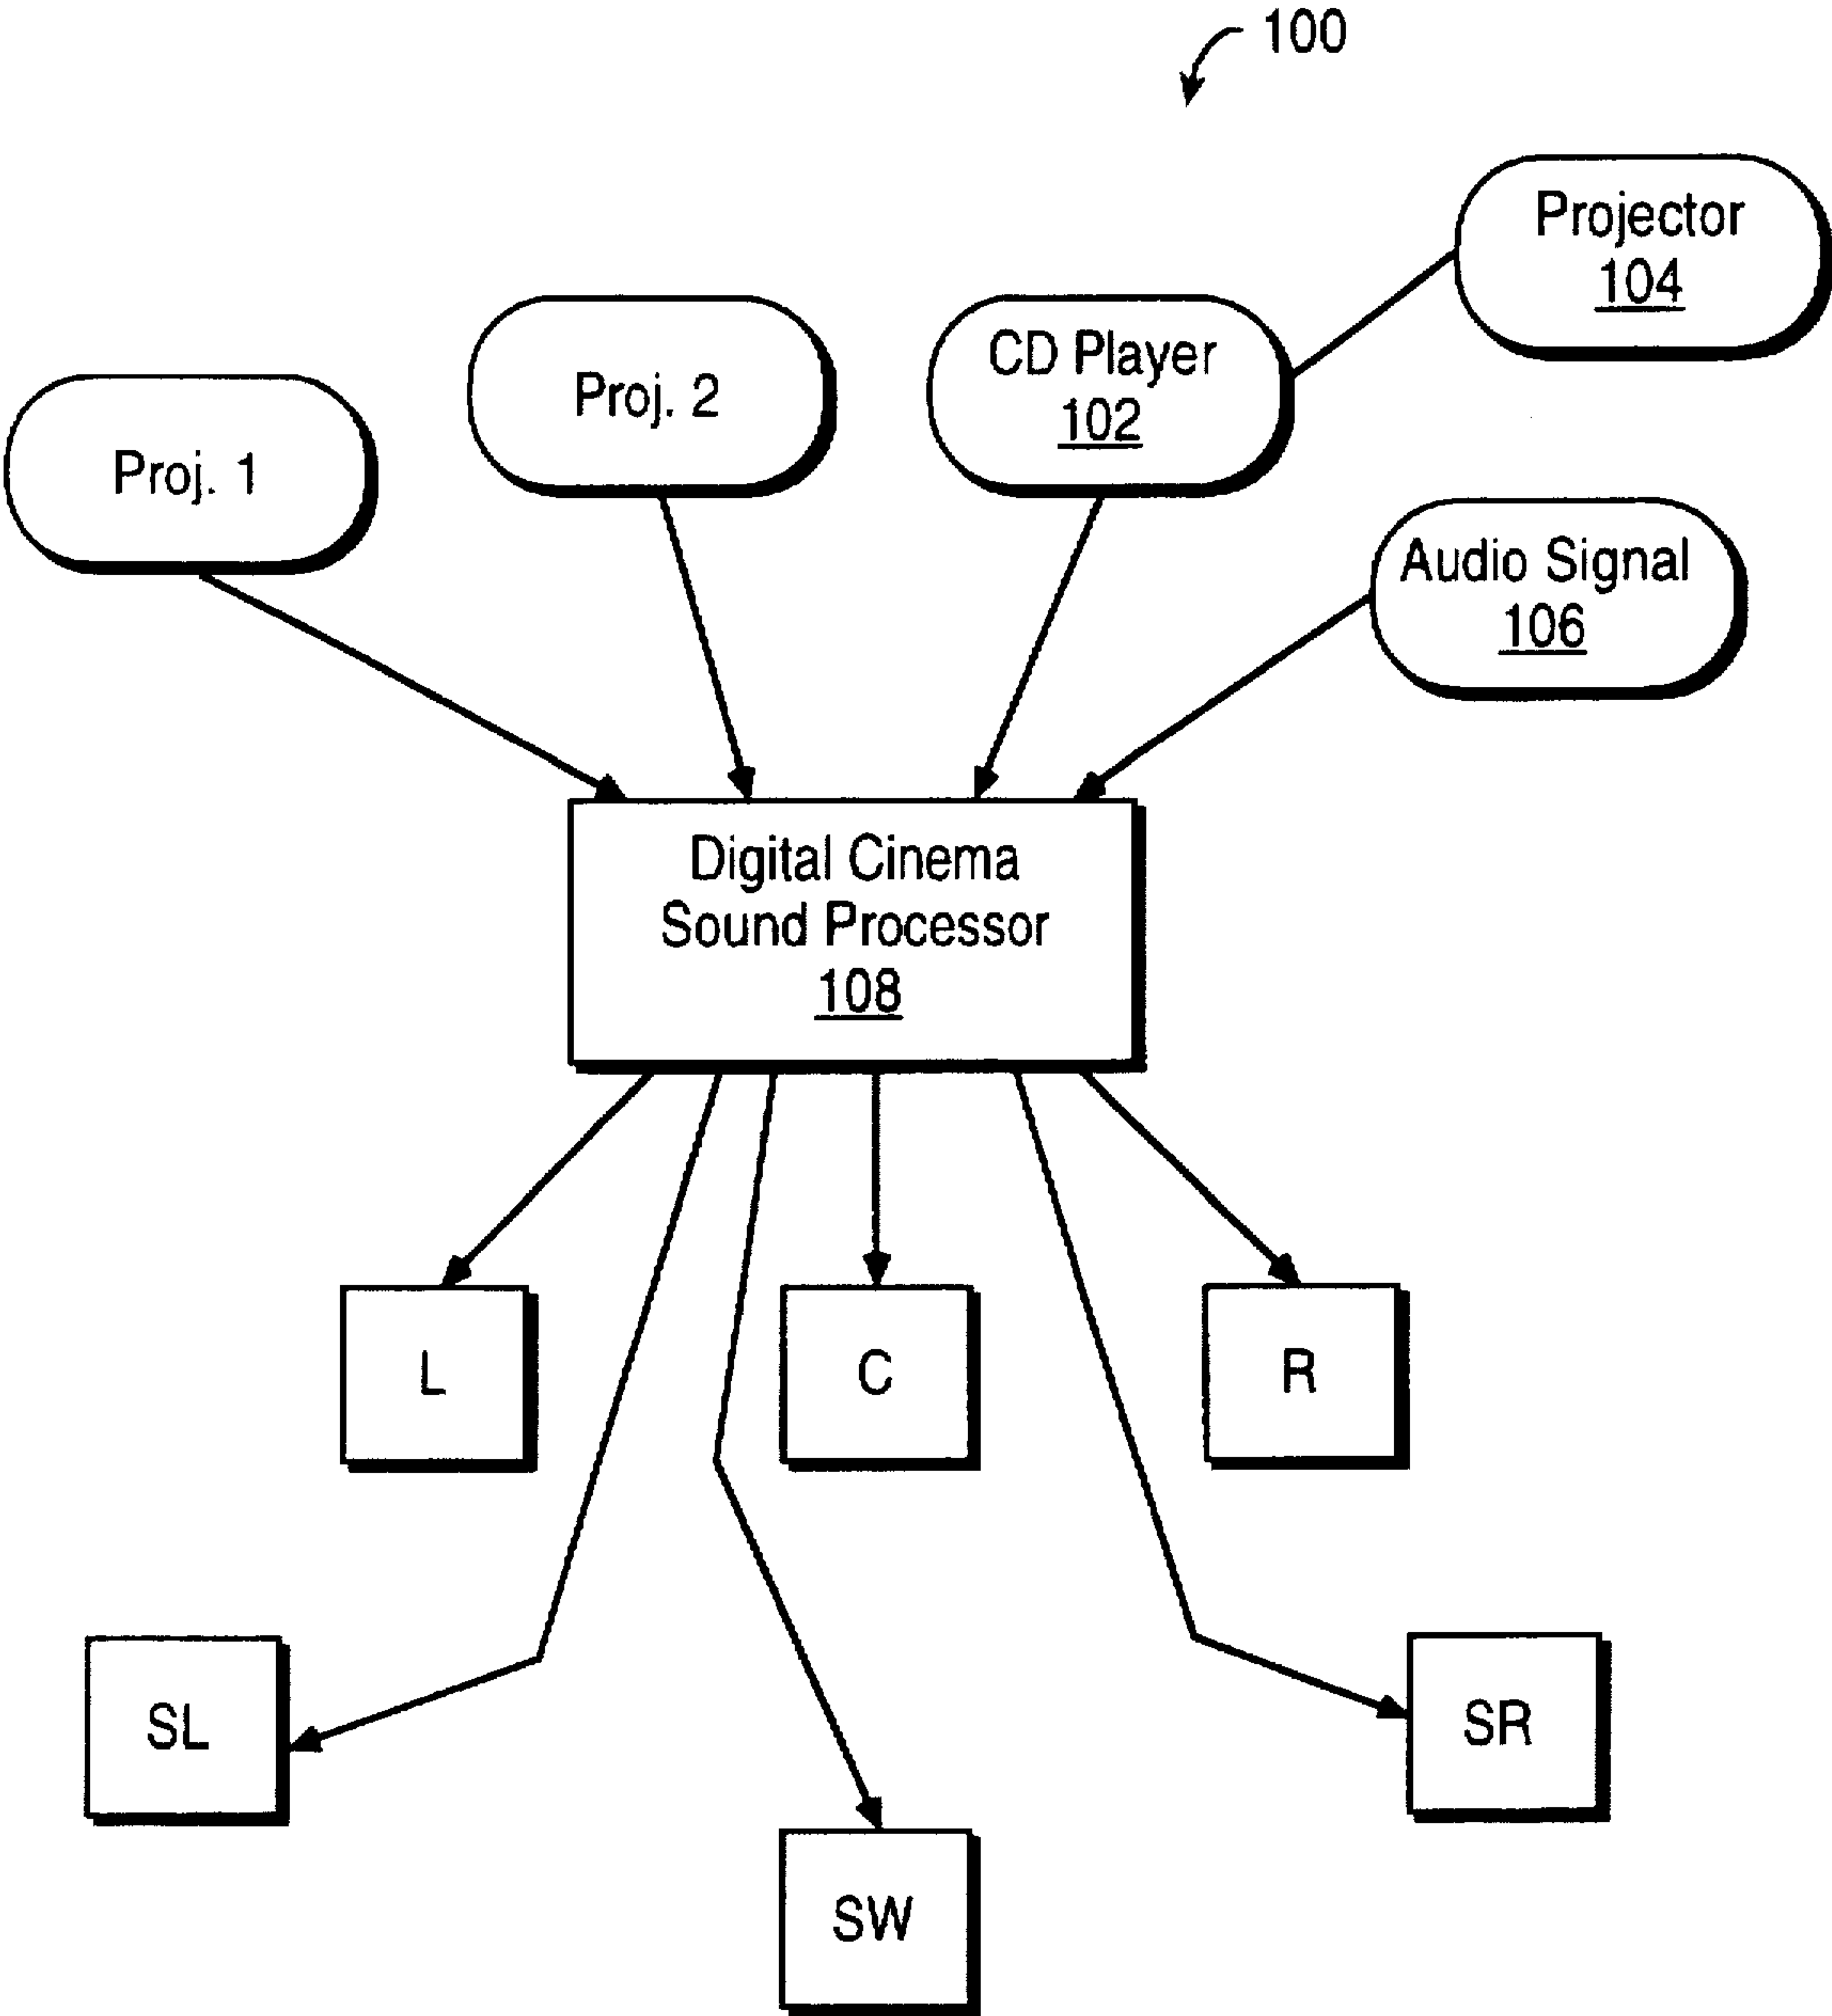 100
Projector
104
CD Player
102
Proj. 2
Proj. 1
Audio Signal
106
Digital Cinema
Sound Processor
108
L
C
R
SL
SR
SW